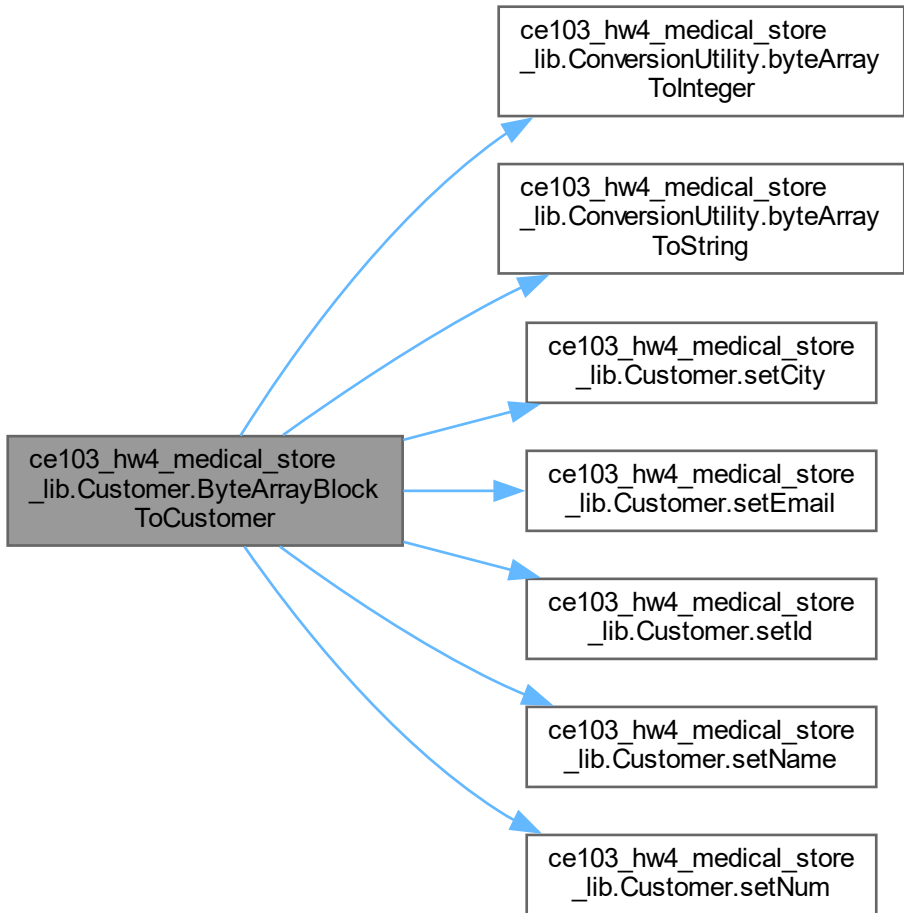 ce103_hw4_medical_store
_lib.ConversionUtility.byteArray
ToInteger
ce103_hw4_medical_store
_lib.ConversionUtility.byteArray
ToString
ce103_hw4_medical_store
_lib.Customer.setCity
ce103_hw4_medical_store
_lib.Customer.ByteArrayBlock
ToCustomer
ce103_hw4_medical_store
_lib.Customer.setEmail
ce103_hw4_medical_store
_lib.Customer.setId
ce103_hw4_medical_store
_lib.Customer.setName
ce103_hw4_medical_store
_lib.Customer.setNum